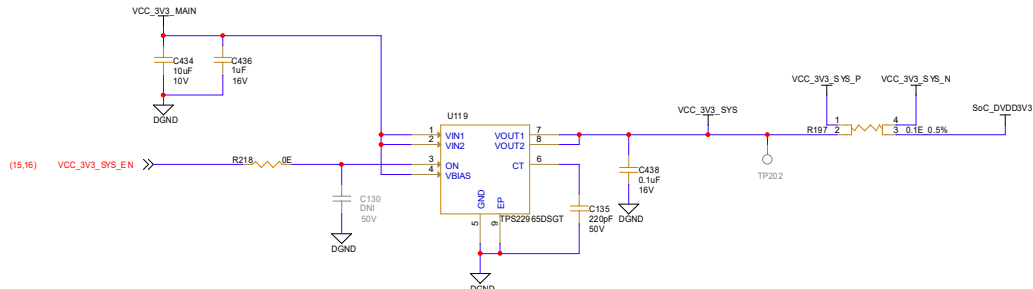 VCC_3V3_MAIN
C434
10uF
10V
C436
1uF
16V
DGND
VCC_3V3_SYS_P
VCC_3V3_SYS_N
VCC_3V3_SYS
SoC_DVDD3V3
U119
1
VIN1
VOUT1
7
2
VIN2
VOUT2
8
3
ON
CT
6
4
VBIAS
GND
EP
5
9
TPS22965DSGT
(15,16)
VCC_3V3_SYS_EN
R218
0E
C130
DNI
50V
DGND
C438
0.1uF
16V
DGND
C135
220pF
50V
DGND
TP202
R197
1
2
4
3
0.1E 0.5%